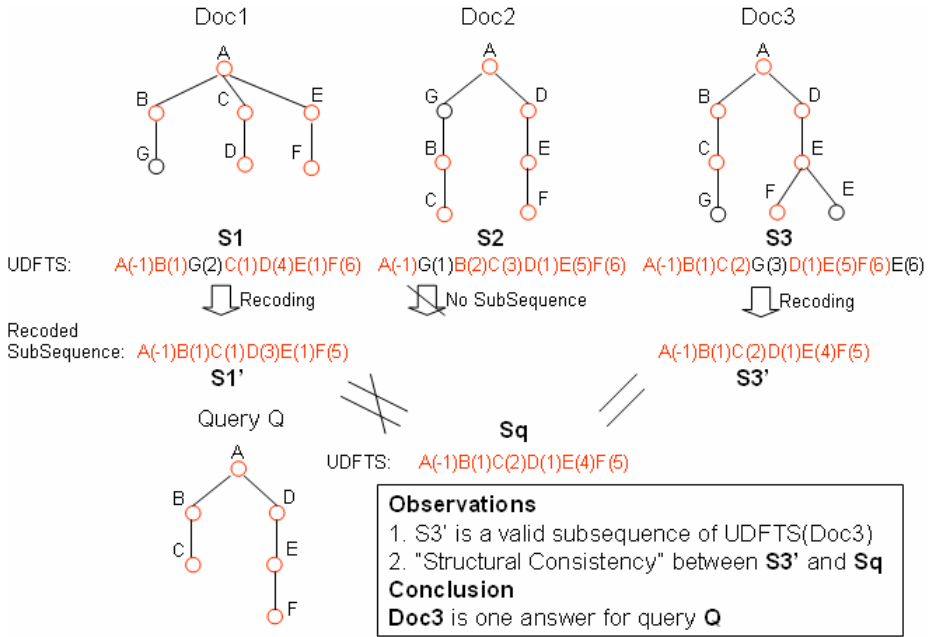 Doc1 Doc2 Doc3
A A A
B C E G D B D
G D F B E C E
C F G F E
S1 S2 S3
UDFTS: A(-1)B(1)G(2)C(1)D(4)E(1)F(6) A(-1)G(1)B(2)C(3)D(1)E(5)F(6) A(-1)B(1)C(2)G(3)D(1)E(5)F(6)E(6)
Recoding No SubSequence Recoding
Recoded
SubSequence: A(-1)B(1)C(1)D(3)E(1)F(5) A(-1)B(1)C(2)D(1)E(4)F(5)
S1' S3'
Query Q Sq
UDFTS: A(-1)B(1)C(2)D(1)E(4)F(5)
A
B D
C E
F
Observations
1. S3' is a valid subsequence of UDFTS(Doc3)
2. "Structural Consistency" between S3' and Sq
Conclusion
Doc3 is one answer for query Q